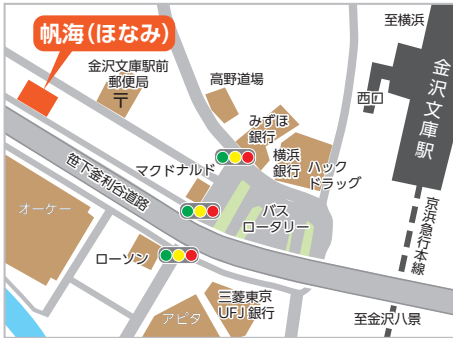 帆海(ほなみ)
至横浜
金沢文庫駅前
郵便局
〒
高野道場
西口
金沢文庫駅
みずほ
銀行
横浜
銀行
ハック
ドラッグ
マクドナルド
笹下釜利谷道路
オーケー
バス
ロータリー
京浜急行本線
ローソン
三菱東京
UFJ銀行
アピタ
至金沢八景